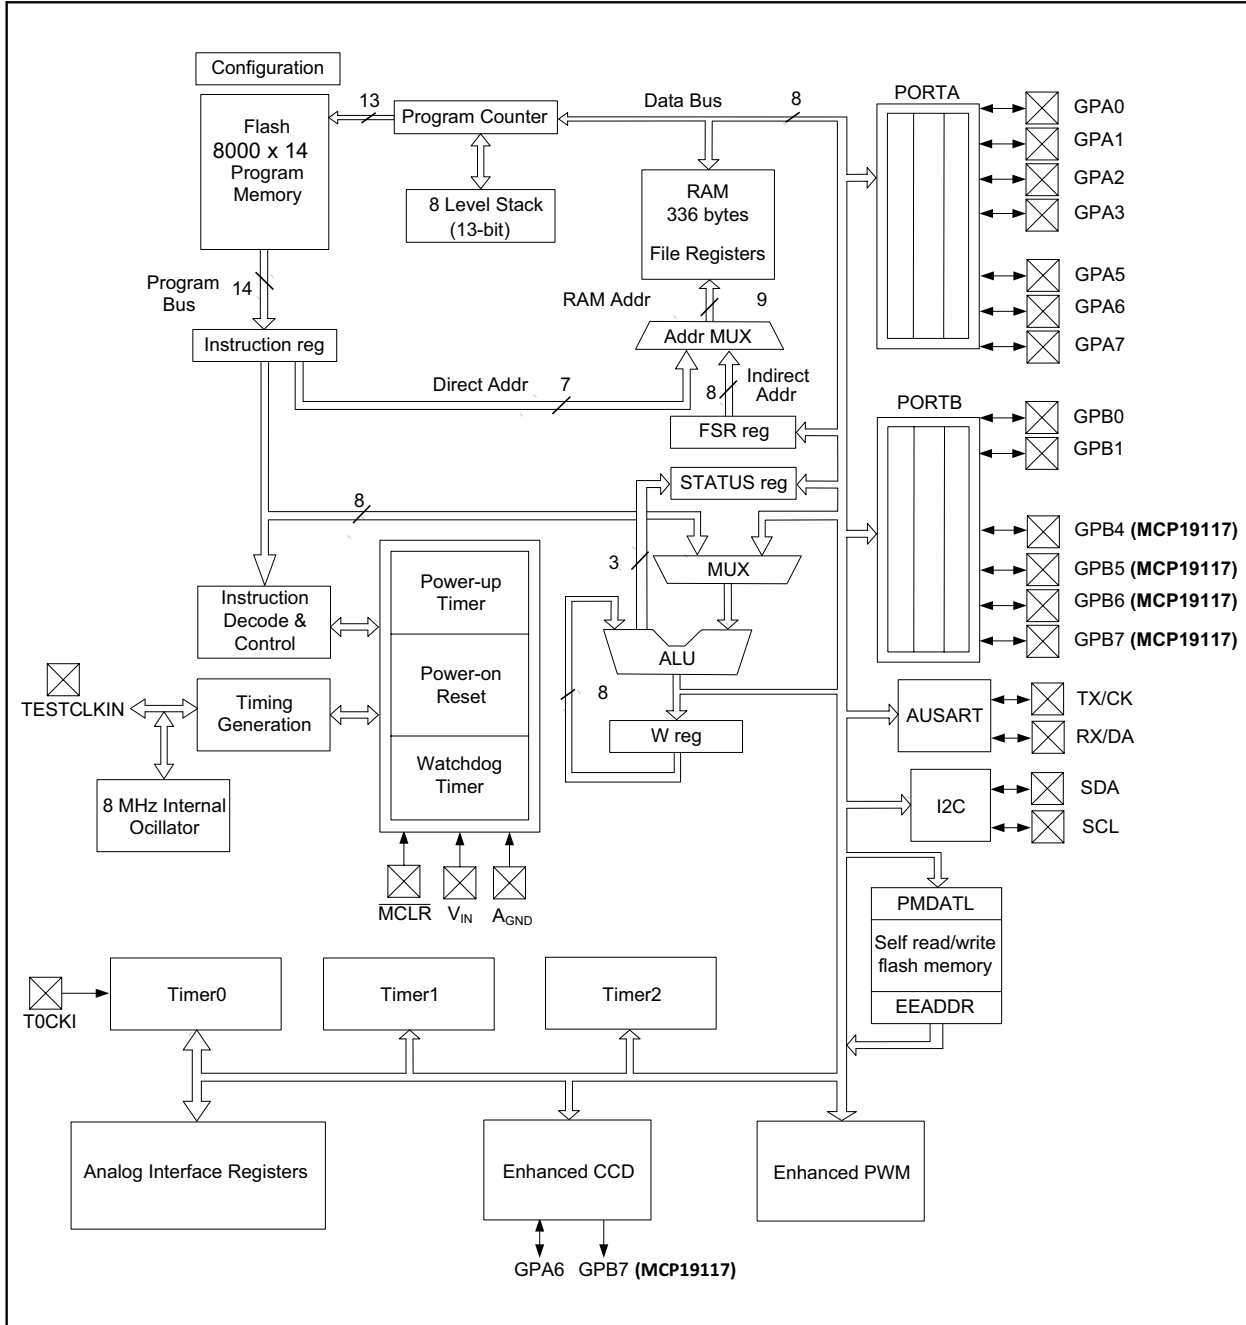 Configuration
Flash
8000 x 14
Program
Memory
13
Program Counter
Data Bus
8
8 Level Stack
(13-bit)
RAM
336 bytes
File Registers
PORTA
GPA0
GPA1
GPA2
GPA3
GPA5
GPA6
GPA7
Program
Bus
14
RAM Addr
9
Instruction reg
Addr MUX
Direct Addr
7
8
Indirect
Addr
FSR reg
PORTB
GPB0
GPB1
GPB4 (MCP19117)
GPB5 (MCP19117)
GPB6 (MCP19117)
GPB7 (MCP19117)
STATUS reg
8
3
MUX
Instruction
Decode &
Control
Power-up
Timer
ALU
8
W reg
TESTCLKIN
Timing
Generation
Power-on
Reset
Watchdog
Timer
8 MHz Internal
Ocillator
MCLR
VIN
AGND
AUSART
TX/CK
RX/DA
I2C
SDA
SCL
PMDATL
Self read/write
flash memory
EEADDR
T0CKI
Timer0
Timer1
Timer2
Analog Interface Registers
Enhanced CCD
Enhanced PWM
GPA6
GPB7 (MCP19117)